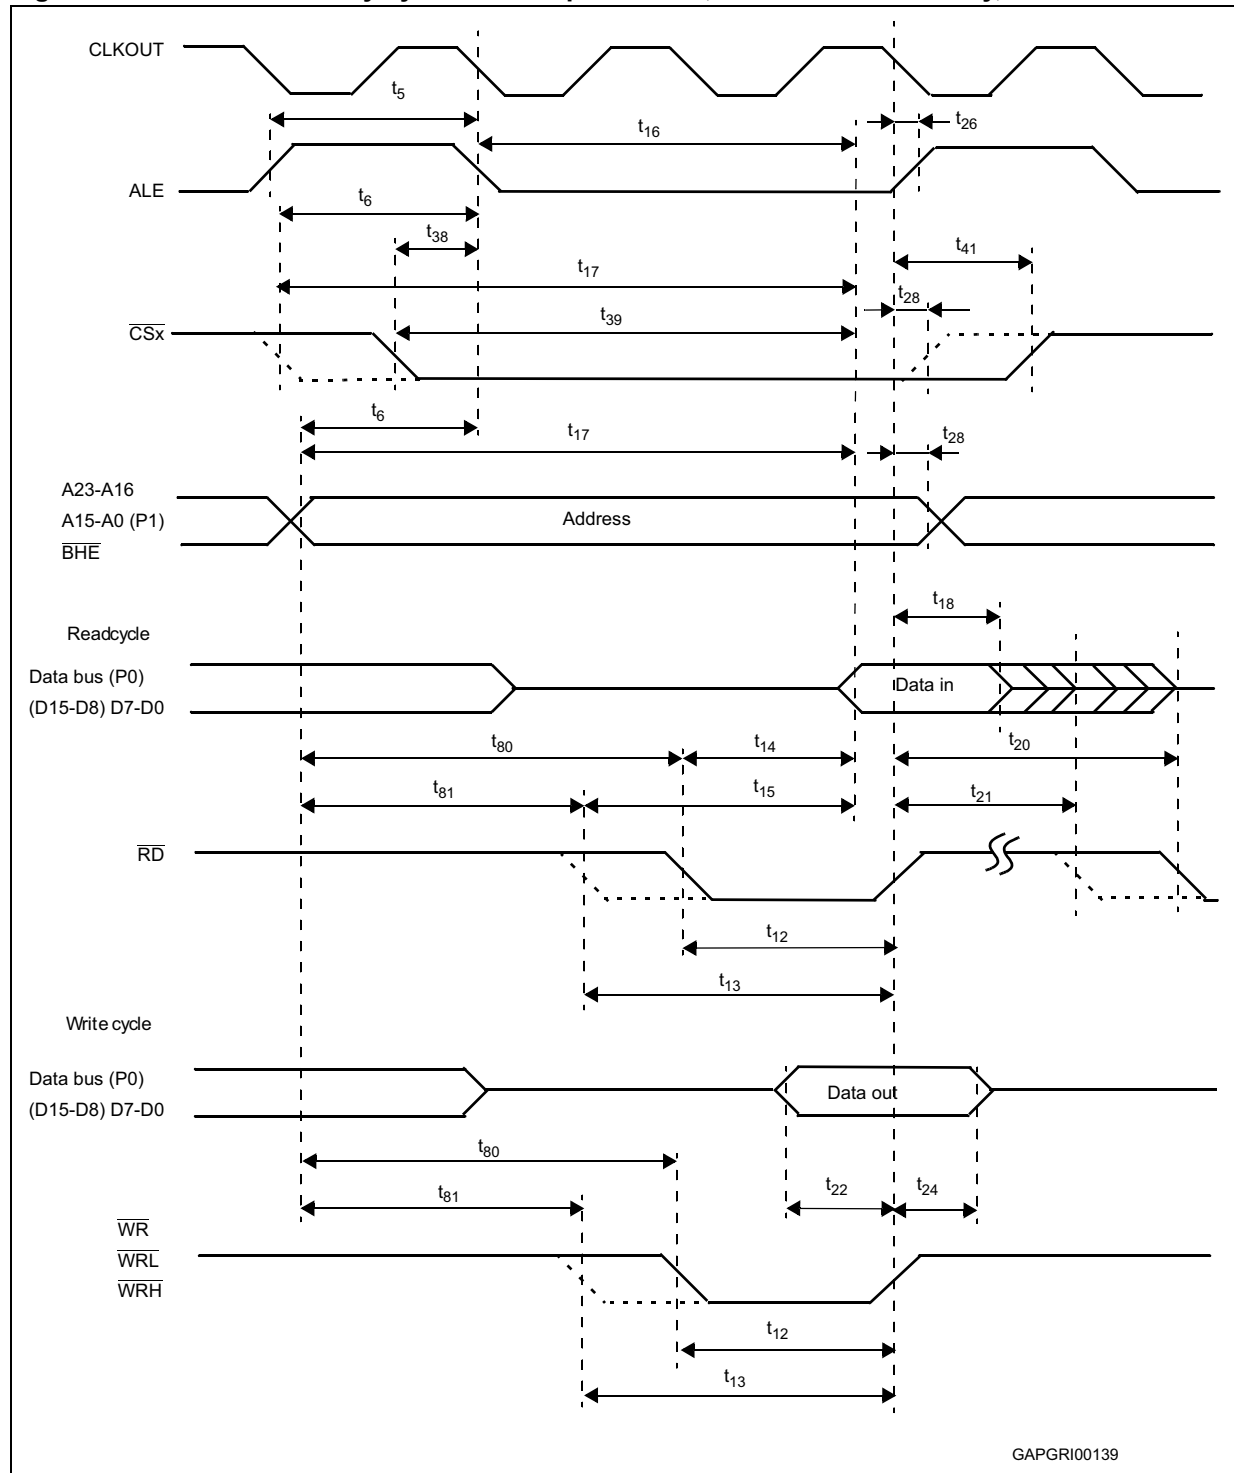 CLKOUT
t5
t16
t26
ALE
t6
t38
t41
t17
t28
CSx
t39
t6
t17
t28
A23-A16
A15-A0 (P1)
Address
BHE
t18
Readcycle
Data bus (P0)
Data in
(D15-D8) D7-D0
t80
t14
t20
t81
t15
t21
RD
t12
t13
Write cycle
Data bus (P0)
Data out
(D15-D8) D7-D0
t80
t22
t24
t81
WR
WRL
WRH
t12
t13
GAPGRI00139